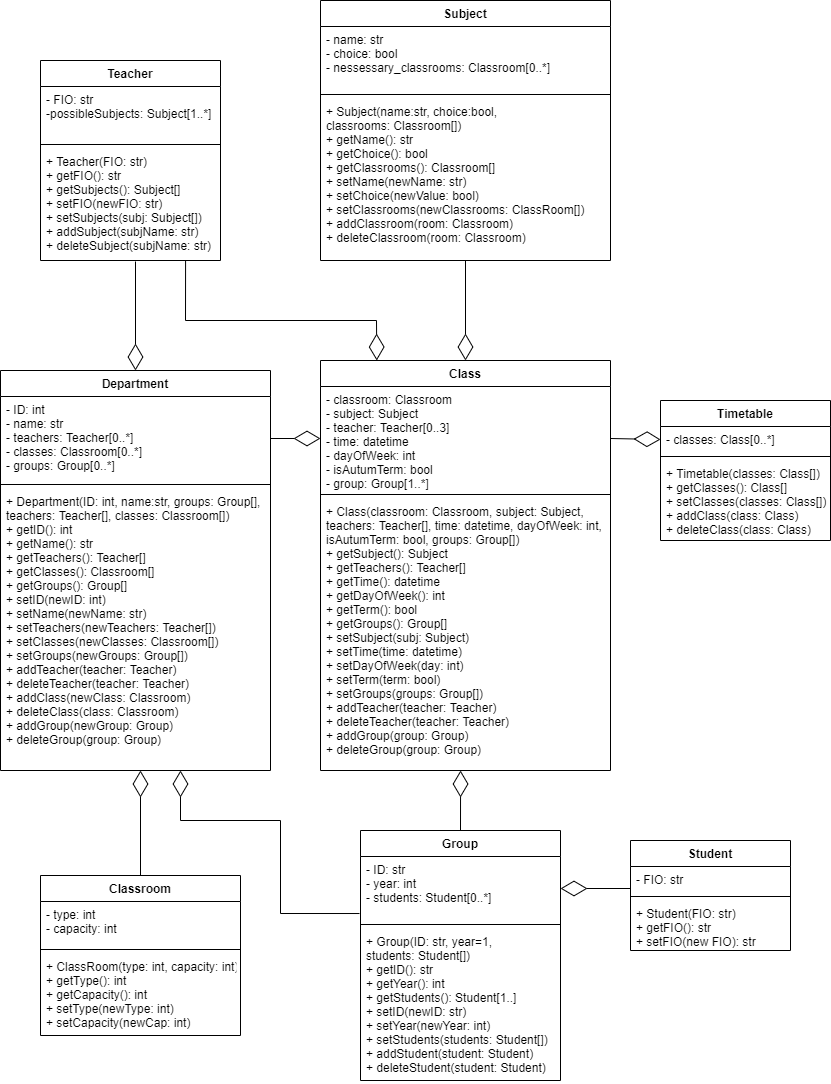 Subject
- name: str
- choice: bool
- nessessary_classrooms: Classroom[0..*]
+ Subject(name:str, choice:bool,
classrooms: Classroom[])
+ getName(): str
+ getChoice(): bool
+ getClassrooms(): Classroom[]
+ setName(newName: str)
+ setChoice(newValue: bool)
+ setClassrooms(newClassrooms: ClassRoom[])
+ addClassroom(room: Classroom)
+ deleteClassroom(room: Classroom)
Teacher
- FIO: str
-possibleSubjects: Subject[1..*]
+ Teacher(FIO: str)
+ getFIO(): str
+ getSubjects(): Subject[]
+ setFIO(newFIO: str)
+ setSubjects(subj: Subject[])
+ addSubject(subjName: str)
+ deleteSubject(subjName: str)
Department
- ID: int
- name: str
- teachers: Teacher[0..*]
- classes: Classroom[0..*]
- groups: Group[0..*]
+ Department(ID: int, name:str, groups: Group[],
teachers: Teacher[], classes: Classroom[])
+ getID(): int
+ getName(): str
+ getTeachers(): Teacher[]
+ getClasses(): Classroom[]
+ getGroups(): Group[]
+ setID(newID: int)
+ setName(newName: str)
+ setTeachers(newTeachers: Teacher[])
+ setClasses(newClasses: Classroom[])
+ setGroups(newGroups: Group[])
+ addTeacher(teacher: Teacher)
+ deleteTeacher(teacher: Teacher)
+ addClass(newClass: Classroom)
+ deleteClass(class: Classroom)
+ addGroup(newGroup: Group)
+ deleteGroup(group: Group)
Class
- classroom: Classroom
- subject: Subject
- teacher: Teacher[0..3]
- time: datetime
- dayOfWeek: int
- isAutumTerm: bool
- group: Group[1..*]
+ Class(classroom: Classroom, subject: Subject,
teachers: Teacher[], time: datetime, dayOfWeek: int,
isAutumTerm: bool, groups: Group[])
+ getSubject(): Subject
+ getTeachers(): Teacher[]
+ getTime(): datetime
+ getDayOfWeek(): int
+ getTerm(): bool
+ getGroups(): Group[]
+ setSubject(subj: Subject)
+ setTime(time: datetime)
+ setDayOfWeek(day: int)
+ setTerm(term: bool)
+ setGroups(groups: Group[])
+ addTeacher(teacher: Teacher)
+ deleteTeacher(teacher: Teacher)
+ addGroup(group: Group)
+ deleteGroup(group: Group)
Timetable
- classes: Class[0..*]
+ Timetable(classes: Class[])
+ getClasses(): Class[]
+ setClasses(classes: Class[])
+ addClass(class: Class)
+ deleteClass(class: Class)
Classroom
- type: int
- capacity: int
+ ClassRoom(type: int, capacity: int)
+ getType(): int
+ getCapacity(): int
+ setType(newType: int)
+ setCapacity(newCap: int)
Group
- ID: str
- year: int
- students: Student[0..*]
+ Group(ID: str, year=1,
students: Student[])
+ getID(): str
+ getYear(): int
+ getStudents(): Student[1..]
+ setID(newID: str)
+ setYear(newYear: int)
+ setStudents(students: Student[])
+ addStudent(student: Student)
+ deleteStudent(student: Student)
Student
- FIO: str
+ Student(FIO: str)
+ getFIO(): str
+ setFIO(new FIO): str